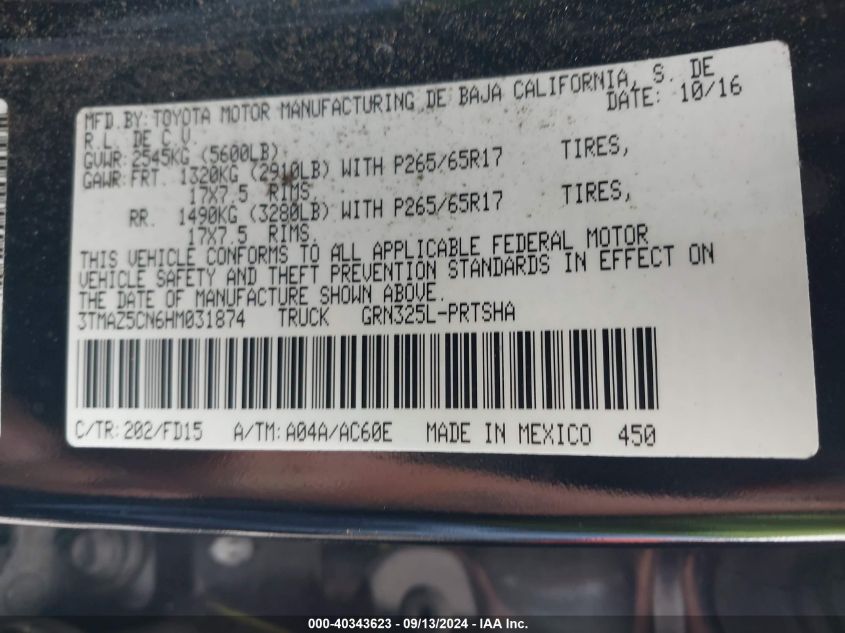 MFD.BY: TOYOTA MOTOR MANUFACTURING DE BAJA CALIFORNIA, S. DE
R.L. DE C.V. DATE: 10/16
GVWR: 2545KG (5600LB)
GAWR: FRT. 1320KG (2910LB) WITH P265/65R17 TIRES,
17X7.5 RIMS,
RR. 1490KG (3280LB) WITH P265/65R17 TIRES,
17X7.5 RIMS,
THIS VEHICLE CONFORMS TO ALL APPLICABLE FEDERAL MOTOR
VEHICLE SAFETY AND THEFT PREVENTION STANDARDS IN EFFECT ON
THE DATE OF MANUFACTURE SHOWN ABOVE.
3TMAZ5CN6HM031874 TRUCK GRN325L-PRTSHA
C/TR: 202/FD15 A/TM: A04A/AC60E MADE IN MEXICO 450
000-40343623 - 09/13/2024 - IAA Inc.